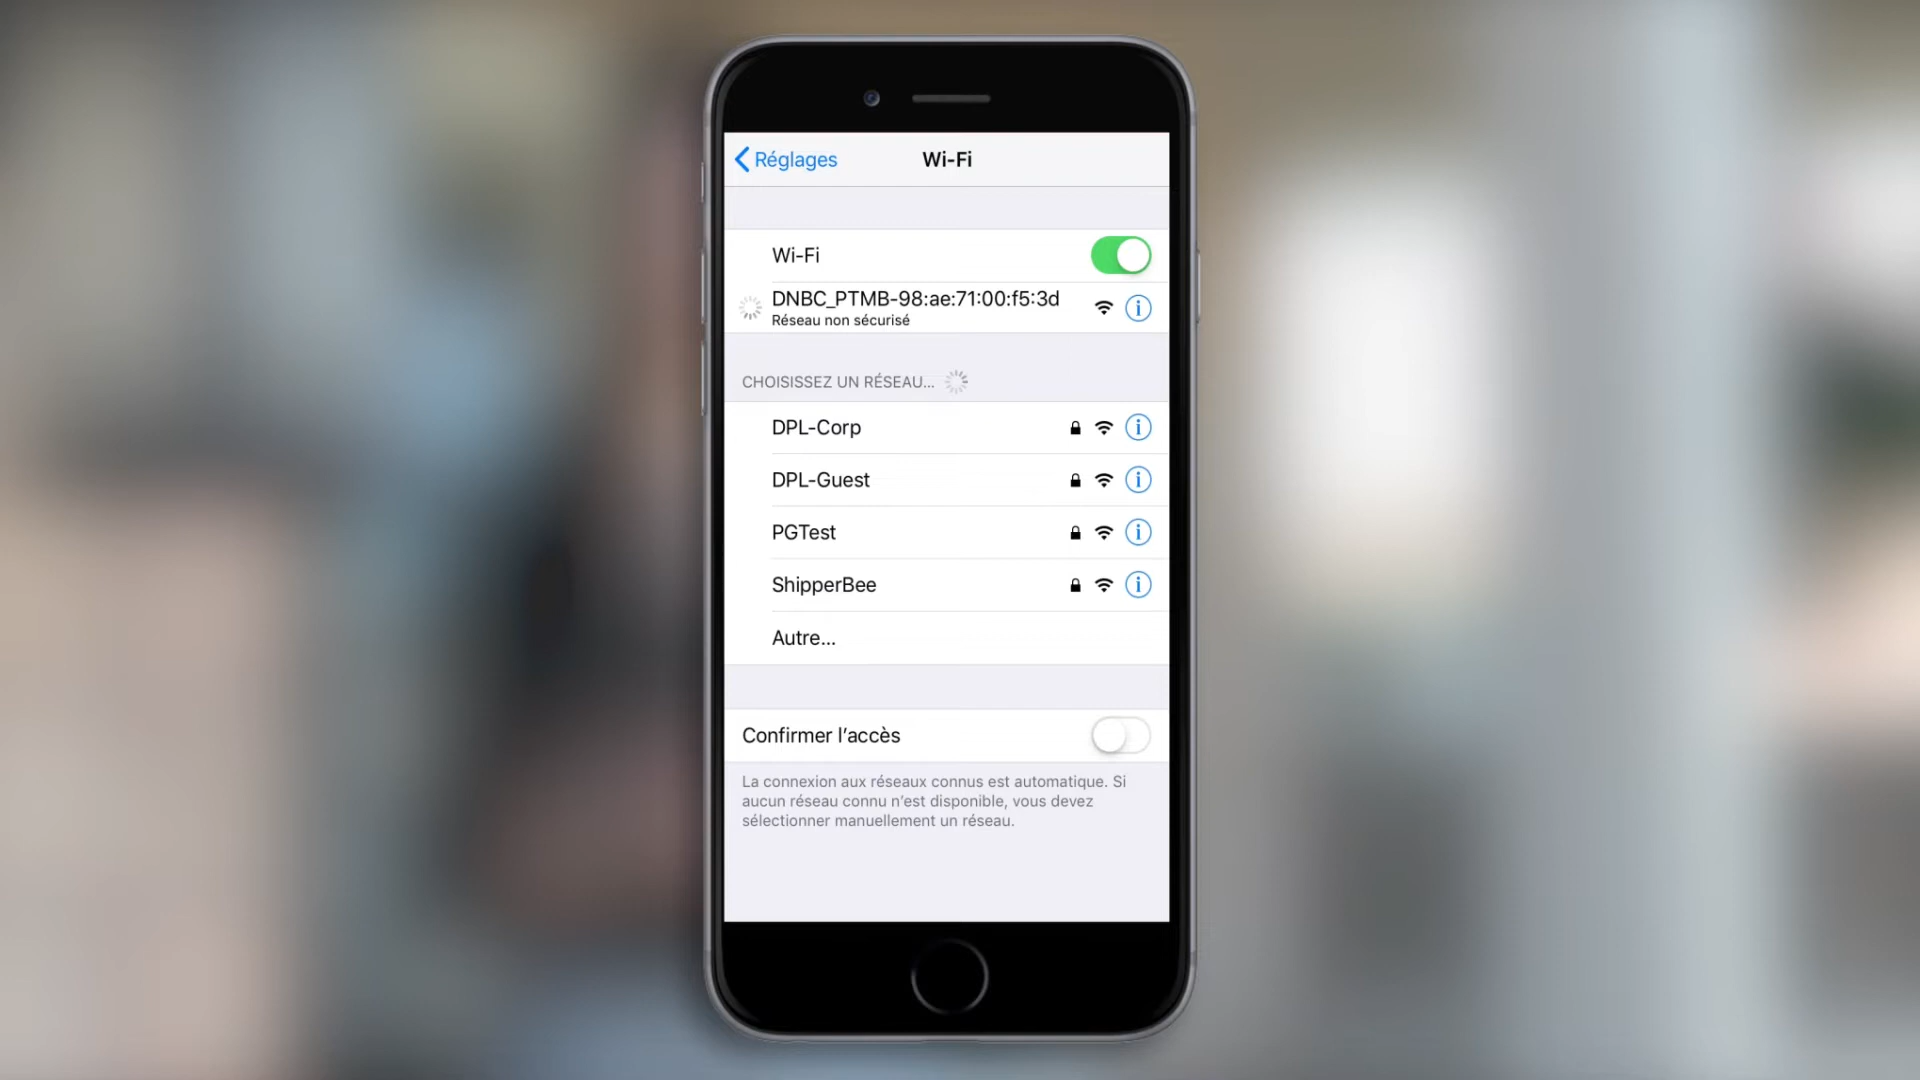 Réglages
Wi-Fi
Wi-Fi
DNBC_PTMB-98:ae:71:00:f5:3d
Réseau non sécurisé
CHOISISSEZ UN RÉSEAU...
DPL-Corp
DPL-Guest
PGTest
ShipperBee
Autre...
Confirmer l’accès
La connexion aux réseaux connus est automatique. Si
aucun réseau connu n’est disponible, vous devez
sélectionner manuellement un réseau.